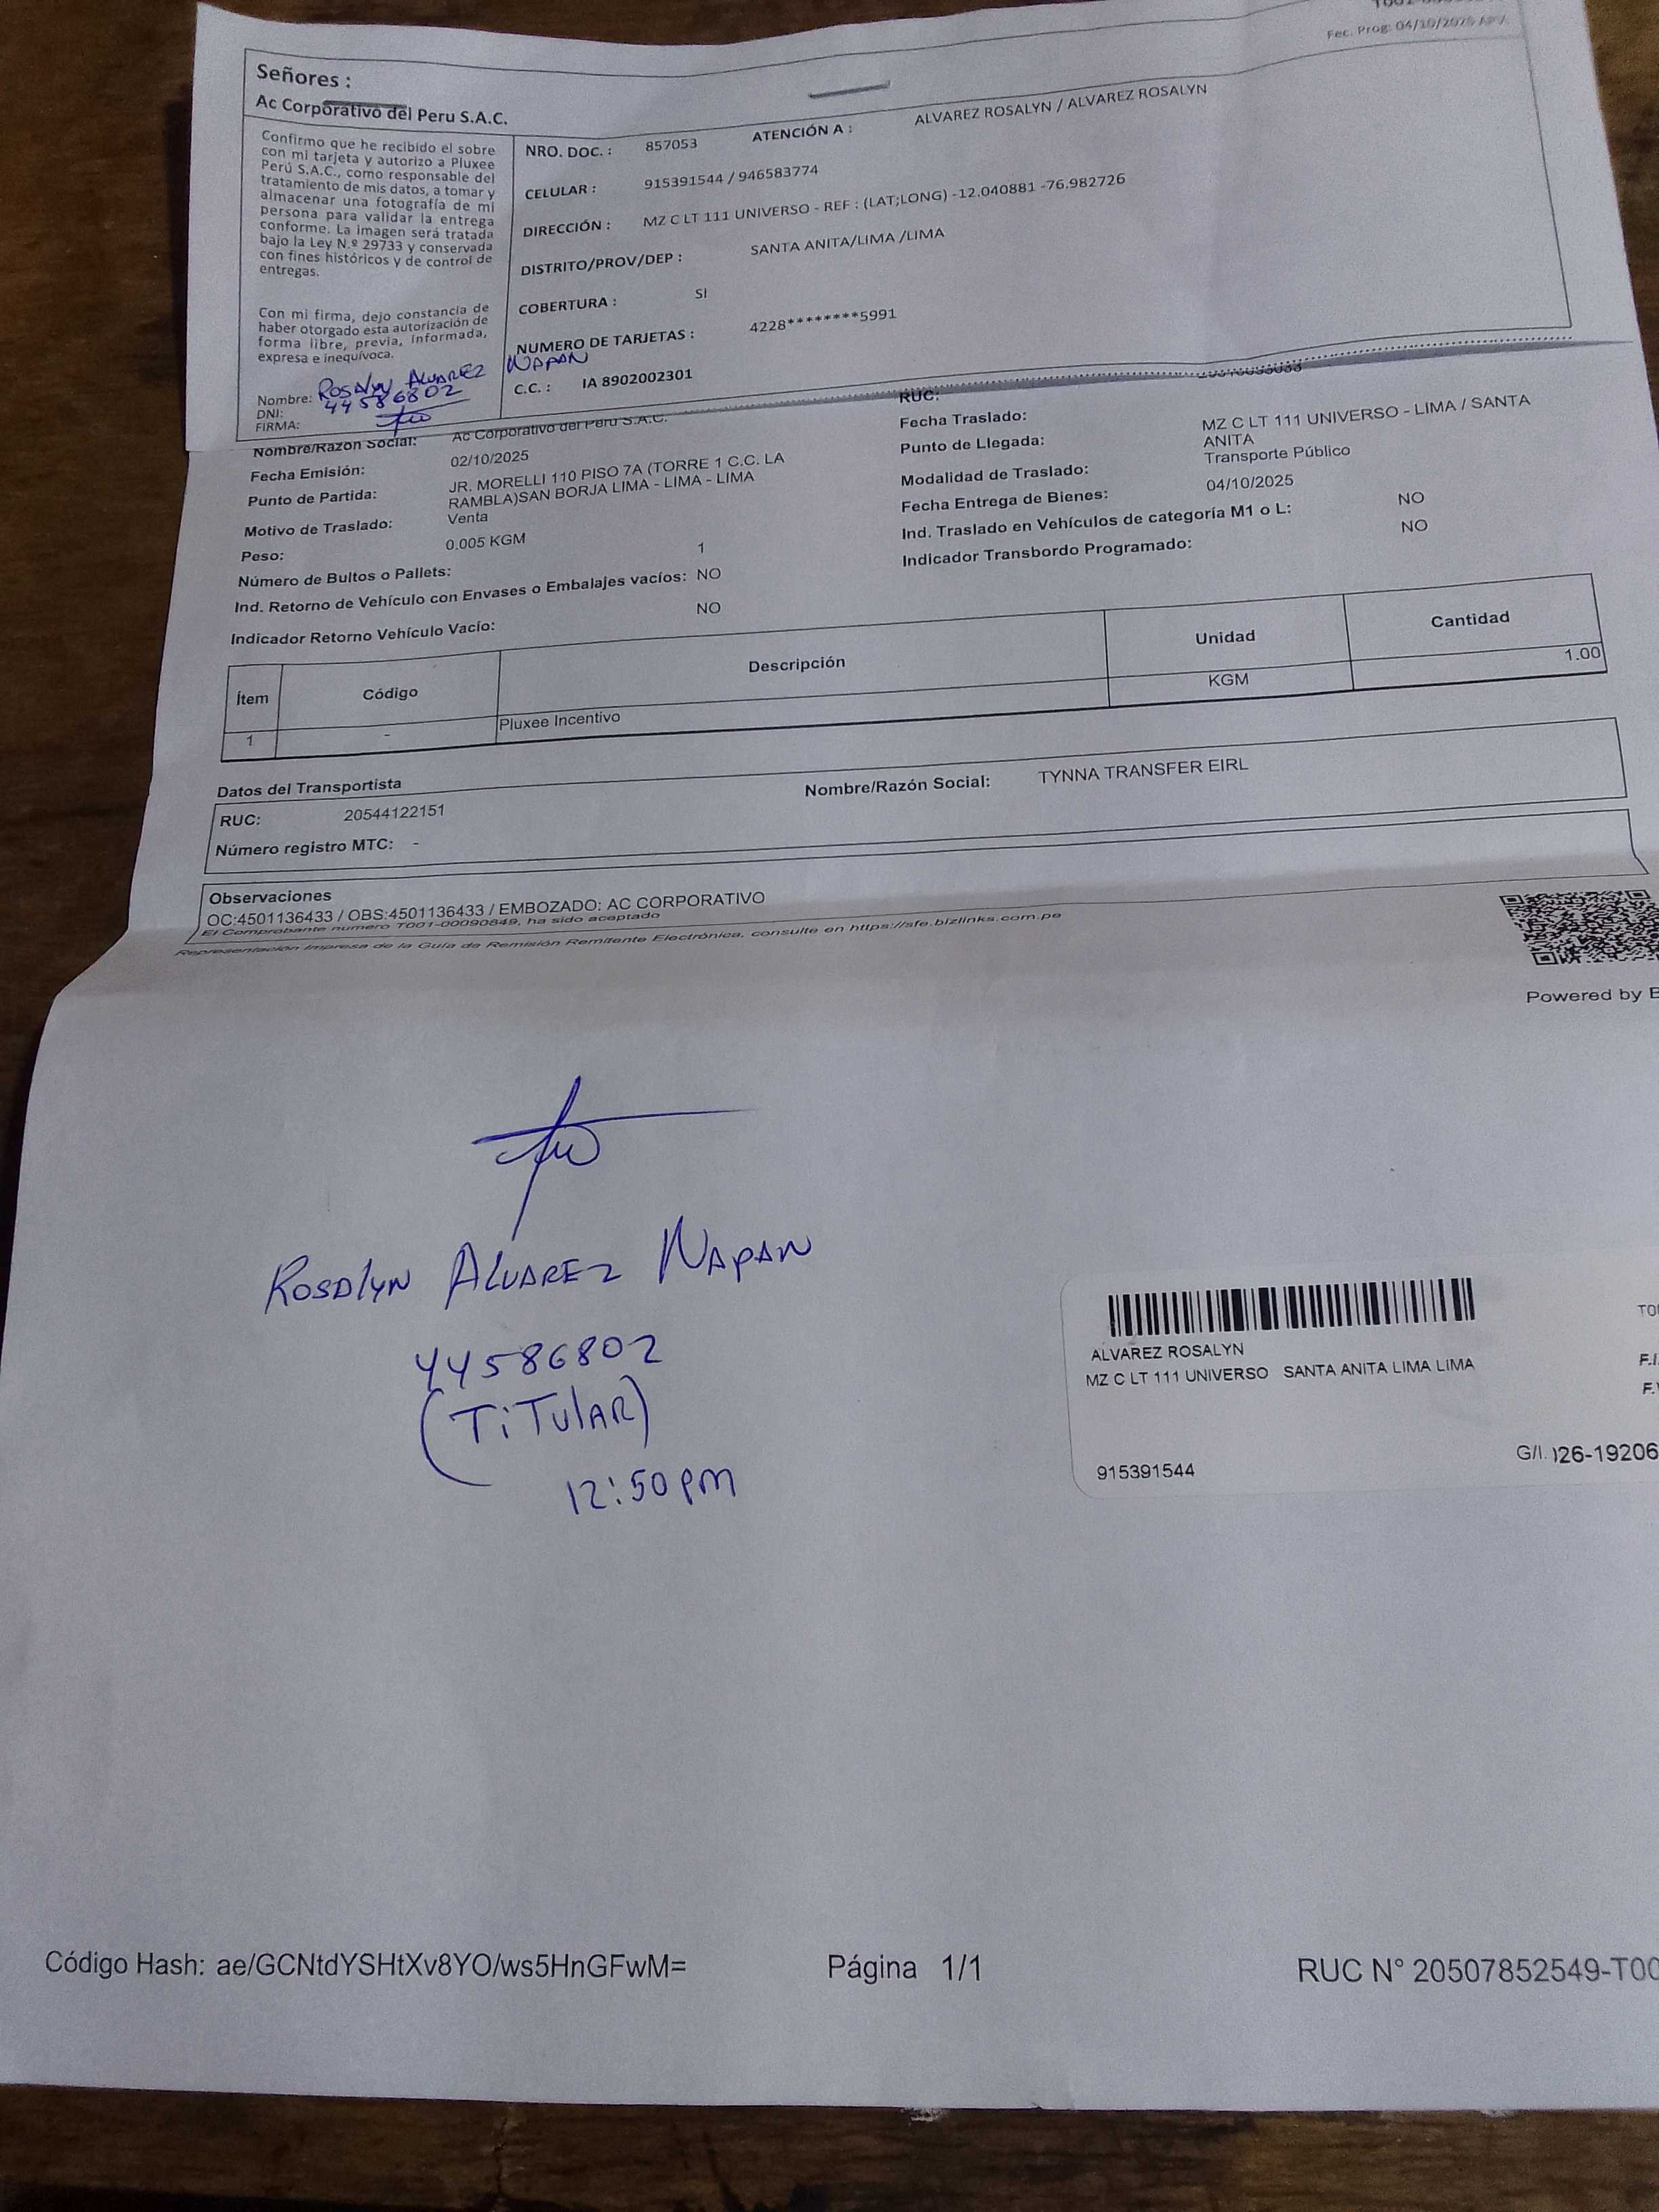 Fec. Prog: 04/10/2025
Señores :
Ac Corporativo del Peru S.A.C.
Confirmo que he recibido el sobre
con mi tarjeta y autorizo a Pluxee
Perú S.A.C., como responsable del
tratamiento de mis datos, a tomar y
almacenar una fotografía de mi
persona para validar la entrega
conforme. La imagen será tratada
bajo la Ley N.º 29733 y conservada
con fines históricos y de control de
entregas.
Con mi firma, dejo constancia de
haber otorgado esta autorización de
forma libre, previa, informada,
expresa e inequívoca.
Nombre: Rosalyn Alvarez Napan
DNI: 44586802
FIRMA:
NRO. DOC. : 857053 ATENCIÓN A : ALVAREZ ROSALYN / ALVAREZ ROSALYN
CELULAR : 915391544 / 946583774
DIRECCIÓN : MZ C LT 111 UNIVERSO - REF : (LAT;LONG) -12.040881 -76.982726
DISTRITO/PROV/DEP : SANTA ANITA/LIMA /LIMA
COBERTURA : SI
NUMERO DE TARJETAS : 4228********5991
C.C. : IA 8902002301
Nombre/Razón Social: Ac Corporativo del Peru S.A.C.
Fecha Emisión: 02/10/2025
Punto de Partida: JR. MORELLI 110 PISO 7A (TORRE 1 C.C. LA
RAMBLA)SAN BORJA LIMA - LIMA - LIMA
Motivo de Traslado: Venta
Peso: 0.005 KGM
Número de Bultos o Pallets: 1
Ind. Retorno de Vehículo con Envases o Embalajes vacíos: NO
Indicador Retorno Vehículo Vacío: NO
RUC:
Fecha Traslado:
Punto de Llegada: MZ C LT 111 UNIVERSO - LIMA / SANTA
ANITA
Modalidad de Traslado: Transporte Público
Fecha Entrega de Bienes: 04/10/2025
Ind. Traslado en Vehículos de categoría M1 o L: NO
Indicador Transbordo Programado: NO
Ítem Código Descripción Unidad Cantidad
1 - Pluxee Incentivo KGM 1.00
Datos del Transportista
RUC: 20544122151 Nombre/Razón Social: TYNNA TRANSFER EIRL
Número registro MTC: -
Observaciones
OC:4501136433 / OBS:4501136433 / EMBOZADO: AC CORPORATIVO
El Comprobante numero T001-00090849, ha sido aceptado
Representación Impresa de la Guía de Remisión Remitente Electrónica, consulte en https://sfe.bizlinks.com.pe
Powered by
Rosalyn Alvarez Napan
44586802
(Titular)
12:50 pm
ALVAREZ ROSALYN
MZ C LT 111 UNIVERSO SANTA ANITA LIMA LIMA
915391544
G/I. 026-19206
Código Hash: ae/GCNtdYSHtXv8YO/ws5HnGFwM= Página 1/1 RUC N° 20507852549-T00